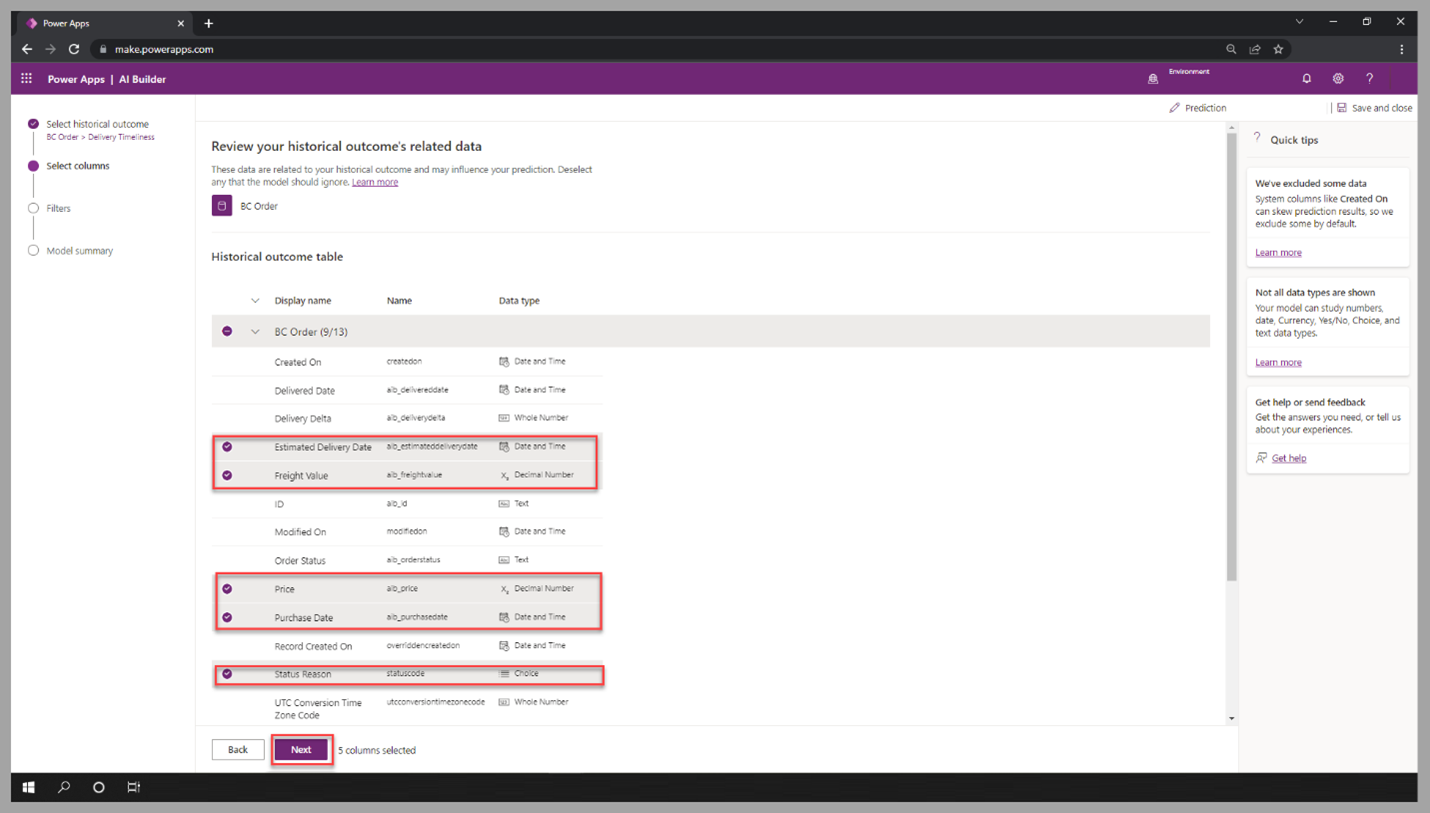 Power Apps
make.powerapps.com
Power Apps | AI Builder
Environment
Prediction
Save and close
Select historical outcome
BC Order > Delivery Timeliness
Select columns
Filters
Model summary
Review your historical outcome's related data
These data are related to your historical outcome and may influence your prediction. Deselect
any that the model should ignore. Learn more
BC Order
Historical outcome table
Display name Name Data type
BC Order (9/13)
Created On createdon Date and Time
Delivered Date aib_delivereddate Date and Time
Delivery Delta aib_deliverydelta Whole Number
Estimated Delivery Date aib_estimateddeliverydate Date and Time
Freight Value aib_freightvalue Decimal Number
ID aib_id Text
Modified On modifiedon Date and Time
Order Status aib_orderstatus Text
Price aib_price Decimal Number
Purchase Date aib_purchasedate Date and Time
Record Created On overriddencreatedon Date and Time
Status Reason statuscode Choice
UTC Conversion Time utcconversiontimezonecode Whole Number
Zone Code
Back Next 5 columns selected
? Quick tips
We've excluded some data
System columns like Created On
can skew prediction results, so we
exclude some by default.
Learn more
Not all data types are shown
Your model can study numbers,
date, Currency, Yes/No, Choice, and
text data types.
Learn more
Get help or send feedback
Get the answers you need, or tell us
about your experiences.
Get help